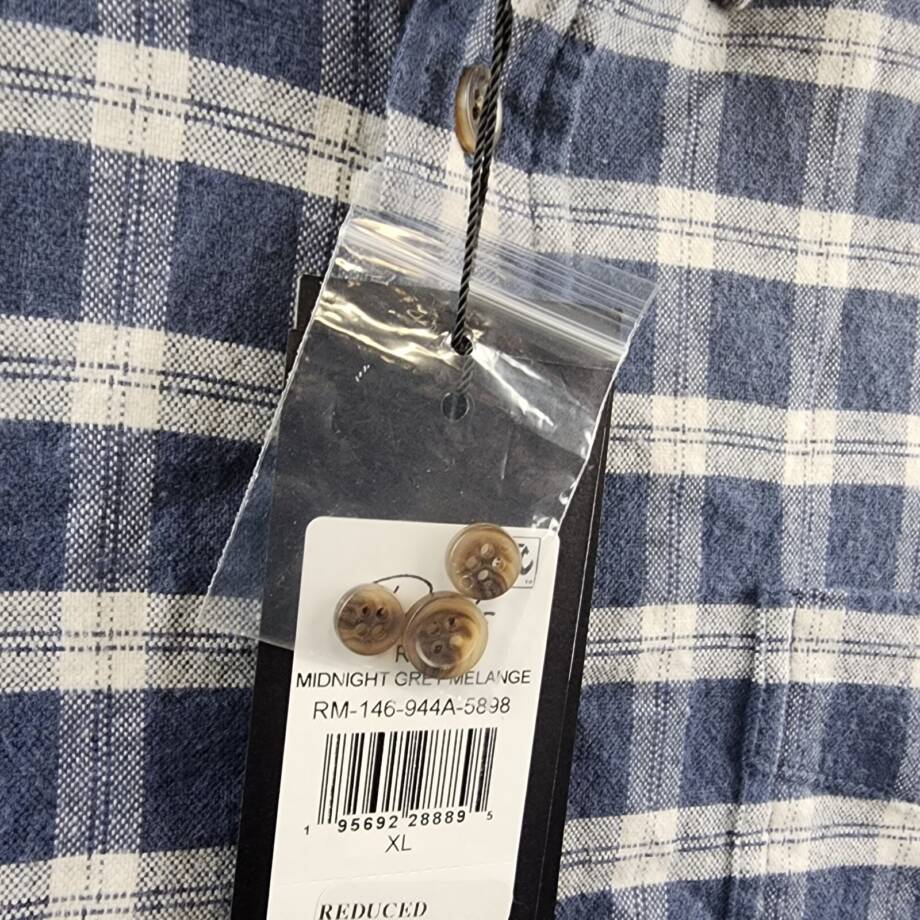 MIDNIGHT GREY MELANGE
RM-146-944A-5898
1 95692 28889 5
XL
REDUCED